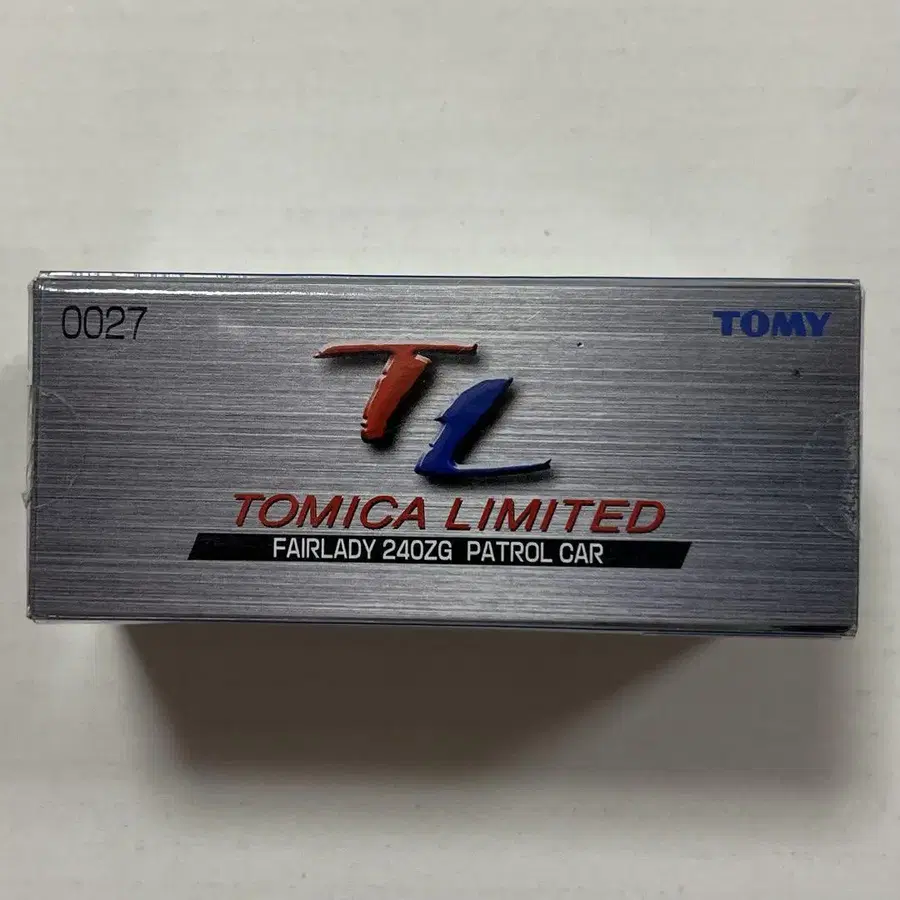 0027
TOMY
TL
TOMICA LIMITED
FAIRLADY 240ZG PATROL CAR